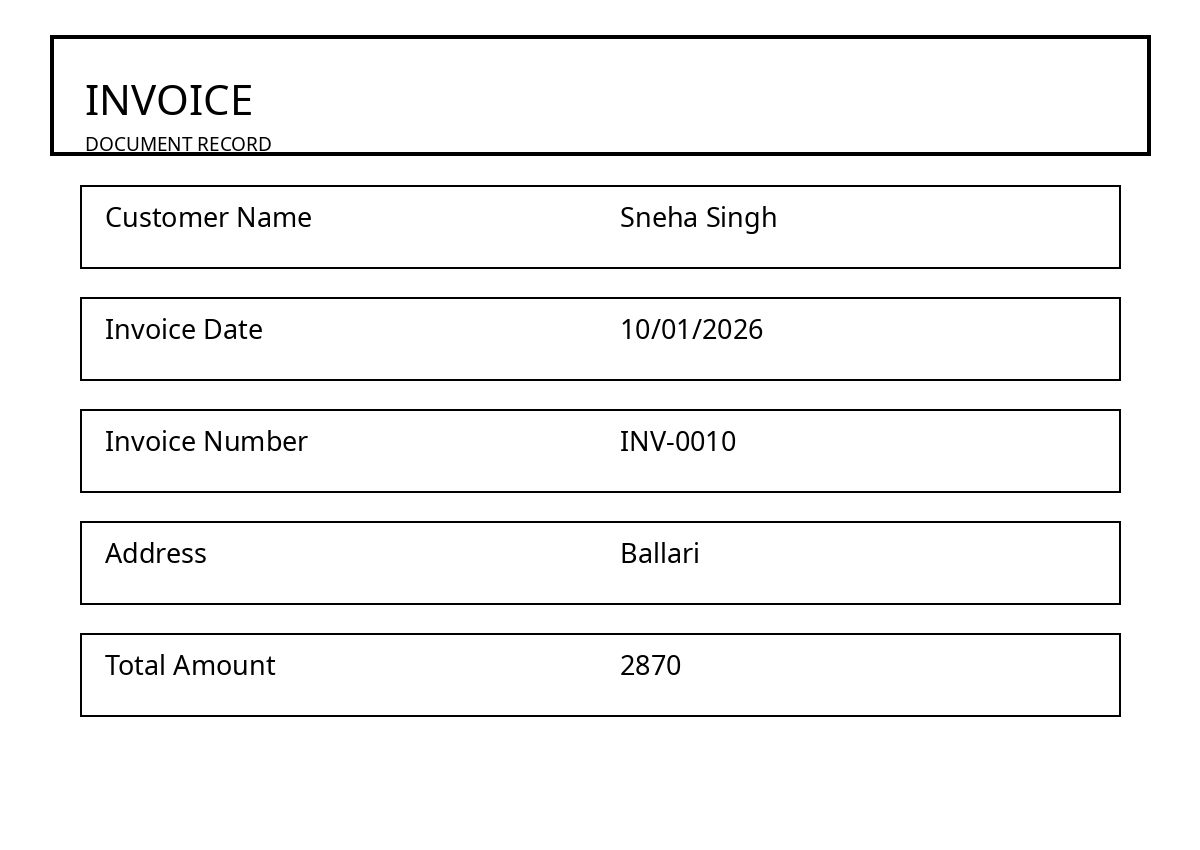 INVOICE
DOCUMENT RECORD
Customer Name Sneha Singh
Invoice Date 10/01/2026
Invoice Number INV-0010
Address Ballari
Total Amount 2870